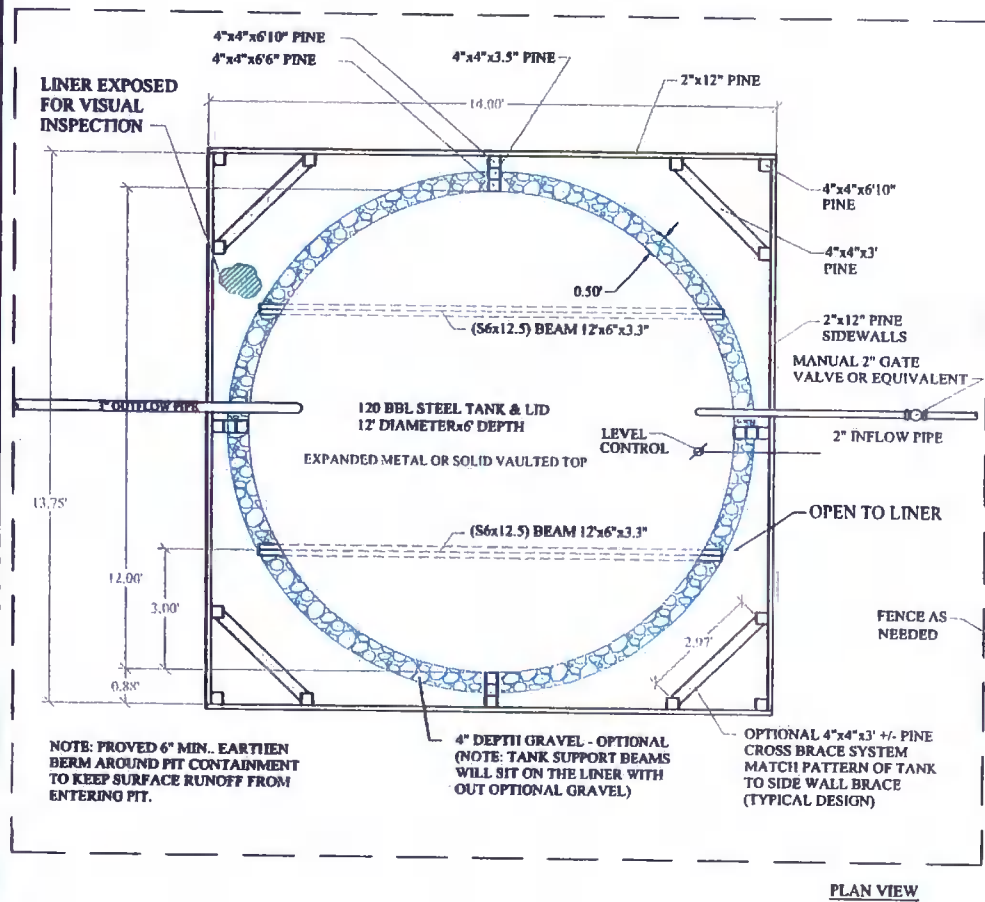 4"x4"x6'10" PINE
4"x4"x6'6" PINE
4"x4"x3.5" PINE
2"x12" PINE
LINER EXPOSED
FOR VISUAL
INSPECTION
14.00'
4"x4"x6'10"
PINE
4"x4"x3'
PINE
0.50'
(S6x12.5) BEAM 12'x6"x3.3"
2"x12" PINE
SIDEWALLS
MANUAL 2" GATE
VALVE OR EQUIVALENT
3" OUTFLOW PIPE
120 BBL STEEL TANK & LID
12' DIAMETERx6' DEPTH
EXPANDED METAL OR SOLID VAULTED TOP
LEVEL
CONTROL
2" INFLOW PIPE
13.75'
OPEN TO LINER
(S6x12.5) BEAM 12'x6"x3.3"
12.00'
3.00'
2.97'
FENCE AS
NEEDED
0.88'
NOTE: PROVED 6" MIN.. EARTHEN
BERM AROUND PIT CONTAINMENT
TO KEEP SURFACE RUNOFF FROM
ENTERING PIT.
4" DEPTH GRAVEL - OPTIONAL
(NOTE: TANK SUPPORT BEAMS
WILL SIT ON THE LINER WITH
OUT OPTIONAL GRAVEL)
OPTIONAL 4"x4"x3' +/- PINE
CROSS BRACE SYSTEM
MATCH PATTERN OF TANK
TO SIDE WALL BRACE
(TYPICAL DESIGN)
PLAN VIEW